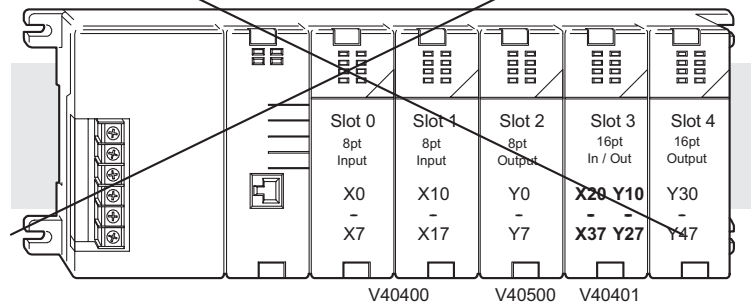 Slot 0 Slot 1 Slot 2 Slot 3 Slot 4
8pt 8pt 8pt 16pt 16pt
Input Input Output In / Out Output
X0 X10 Y0 X20 Y10 Y30
- - - - - -
X7 X17 Y7 X37 Y27 Y47
V40400 V40500 V40401